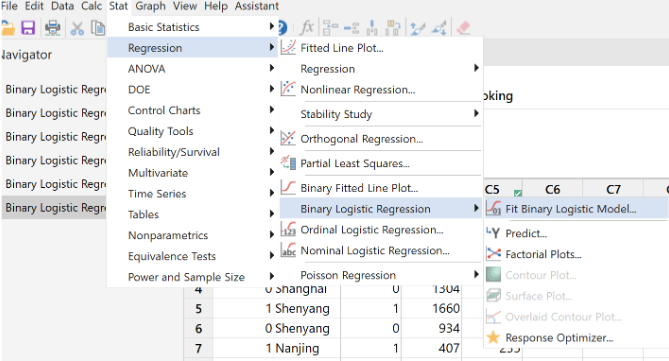 File Edit Data Calc Stat Graph View Help Assistant
Navigator
Binary Logistic Regre
Binary Logistic Regre
Binary Logistic Regre
Binary Logistic Regre
Binary Logistic Regre
Binary Logistic Regre
Basic Statistics
Regression
ANOVA
DOE
Control Charts
Quality Tools
Reliability/Survival
Multivariate
Time Series
Tables
Nonparametrics
Equivalence Tests
Power and Sample Size
Fitted Line Plot...
Regression
Nonlinear Regression...
Stability Study
Orthogonal Regression...
Partial Least Squares...
Binary Fitted Line Plot...
Binary Logistic Regression
Ordinal Logistic Regression...
Nominal Logistic Regression...
Poisson Regression
oking
C5 C6 C7
Fit Binary Logistic Model...
Predict...
Factorial Plots...
Contour Plot...
Surface Plot...
Overlaid Contour Plot...
Response Optimizer...
4 0 Shanghai 0 1304
5 1 Shenyang 1 1660
6 0 Shenyang 0 934
7 1 Nanjing 1 407 235